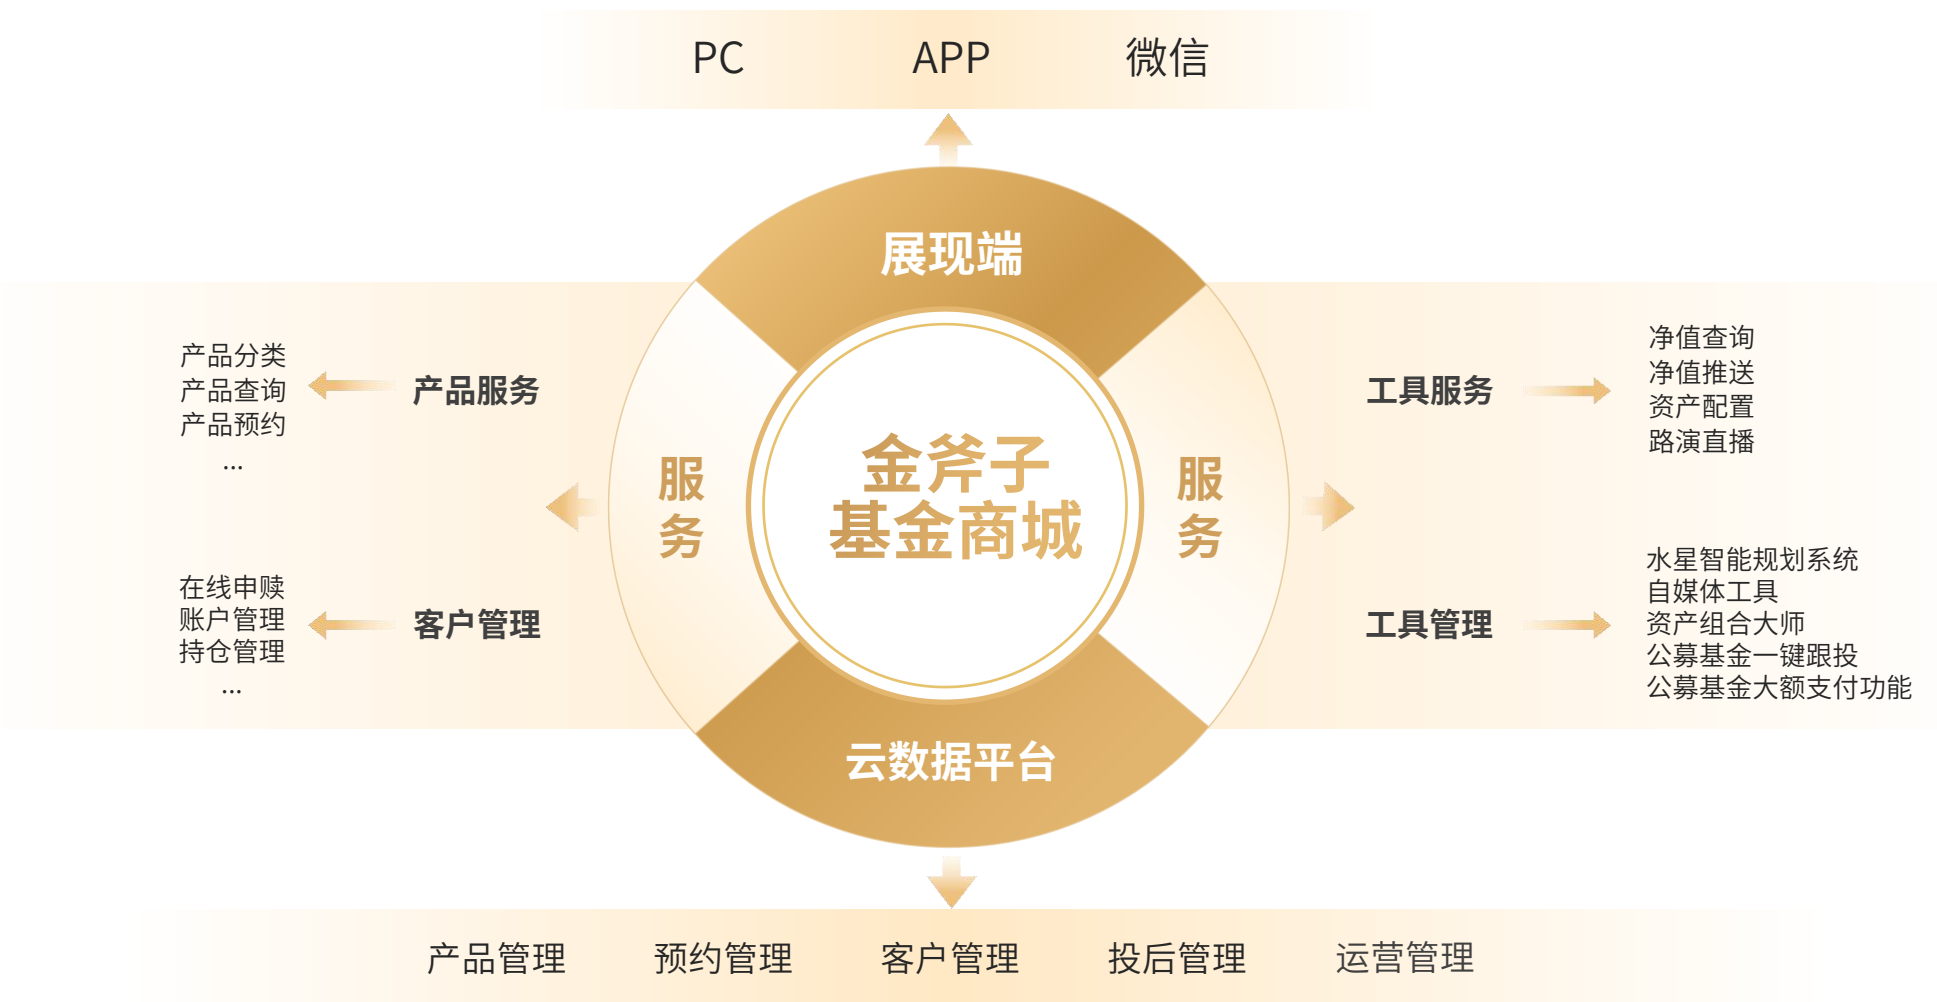 PC
APP
微信
展现端
产品分类
产品查询
产品预约
...
产品服务
在线申赎
账户管理
持仓管理
...
客户管理
服
务
金斧子
基金商城
服
务
工具服务
净值查询
净值推送
资产配置
路演直播
工具管理
水星智能规划系统
自媒体工具
资产组合大师
公募基金一键跟投
公募基金大额支付功能
云数据平台
产品管理
预约管理
客户管理
投后管理
运营管理